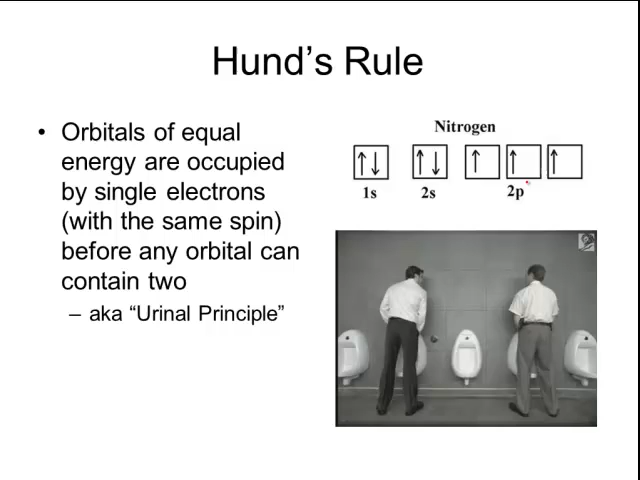 Hund's Rule
• Orbitals of equal
energy are occupied
by single electrons
(with the same spin)
before any orbital can
contain two
– aka “Urinal Principle”
Nitrogen
1s 2s 2p